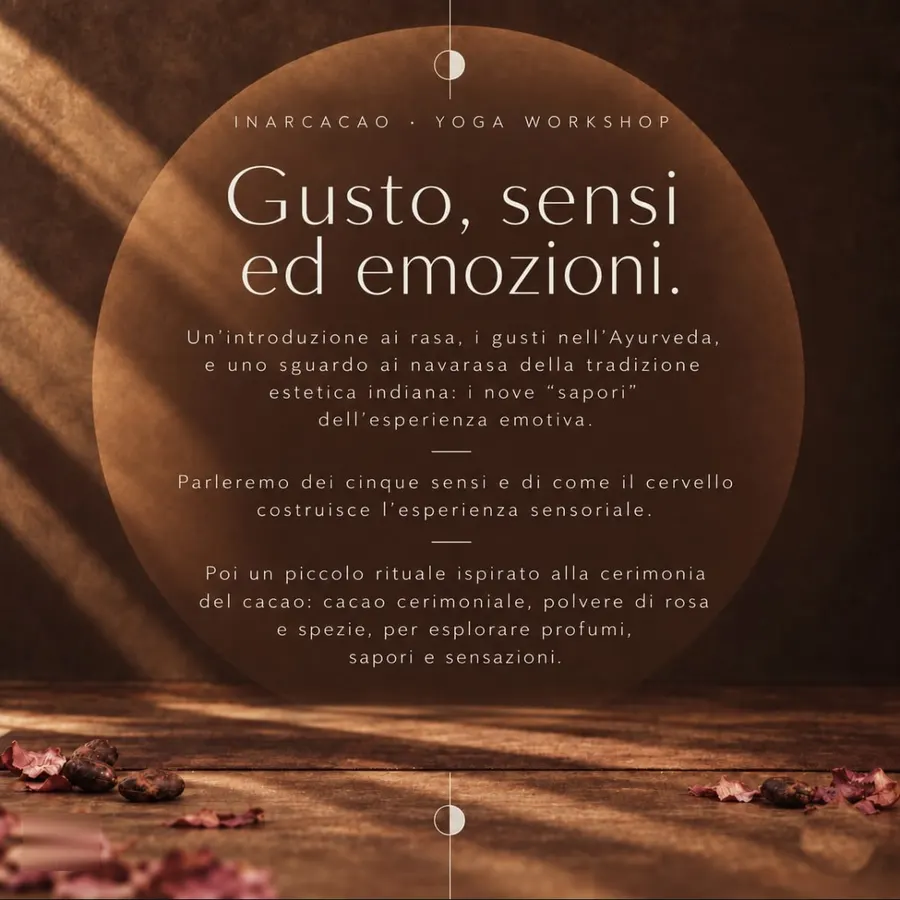 INARCACAO · YOGA WORKSHOP
Gusto, sensi
ed emozioni.
Un’introduzione ai rasa, i gusti nell’Ayurveda,
e uno sguardo ai navarasa della tradizione
estetica indiana: i nove “sapori”
dell’esperienza emotiva.
Parleremo dei cinque sensi e di come il cervello
costruisce l’esperienza sensoriale.
Poi un piccolo rituale ispirato alla cerimonia
del cacao: cacao cerimoniale, polvere di rosa
e spezie, per esplorare profumi,
sapori e sensazioni.